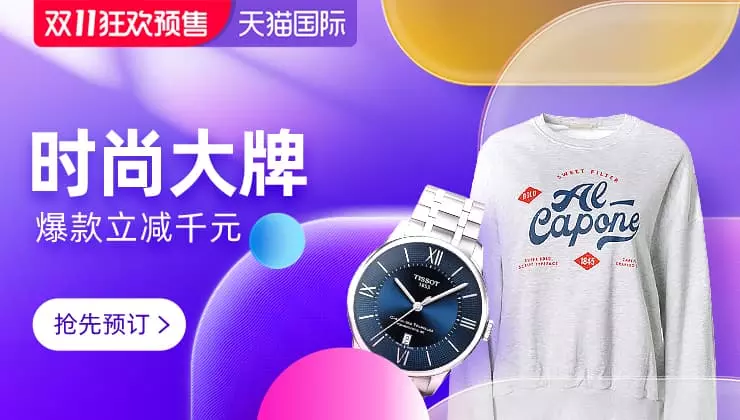 双11狂欢预售 天猫国际
时尚大牌
爆款立减千元
抢先预订 >
SWEET FILTER
BOLD
Al
Capone
1845
TISSOT
1853